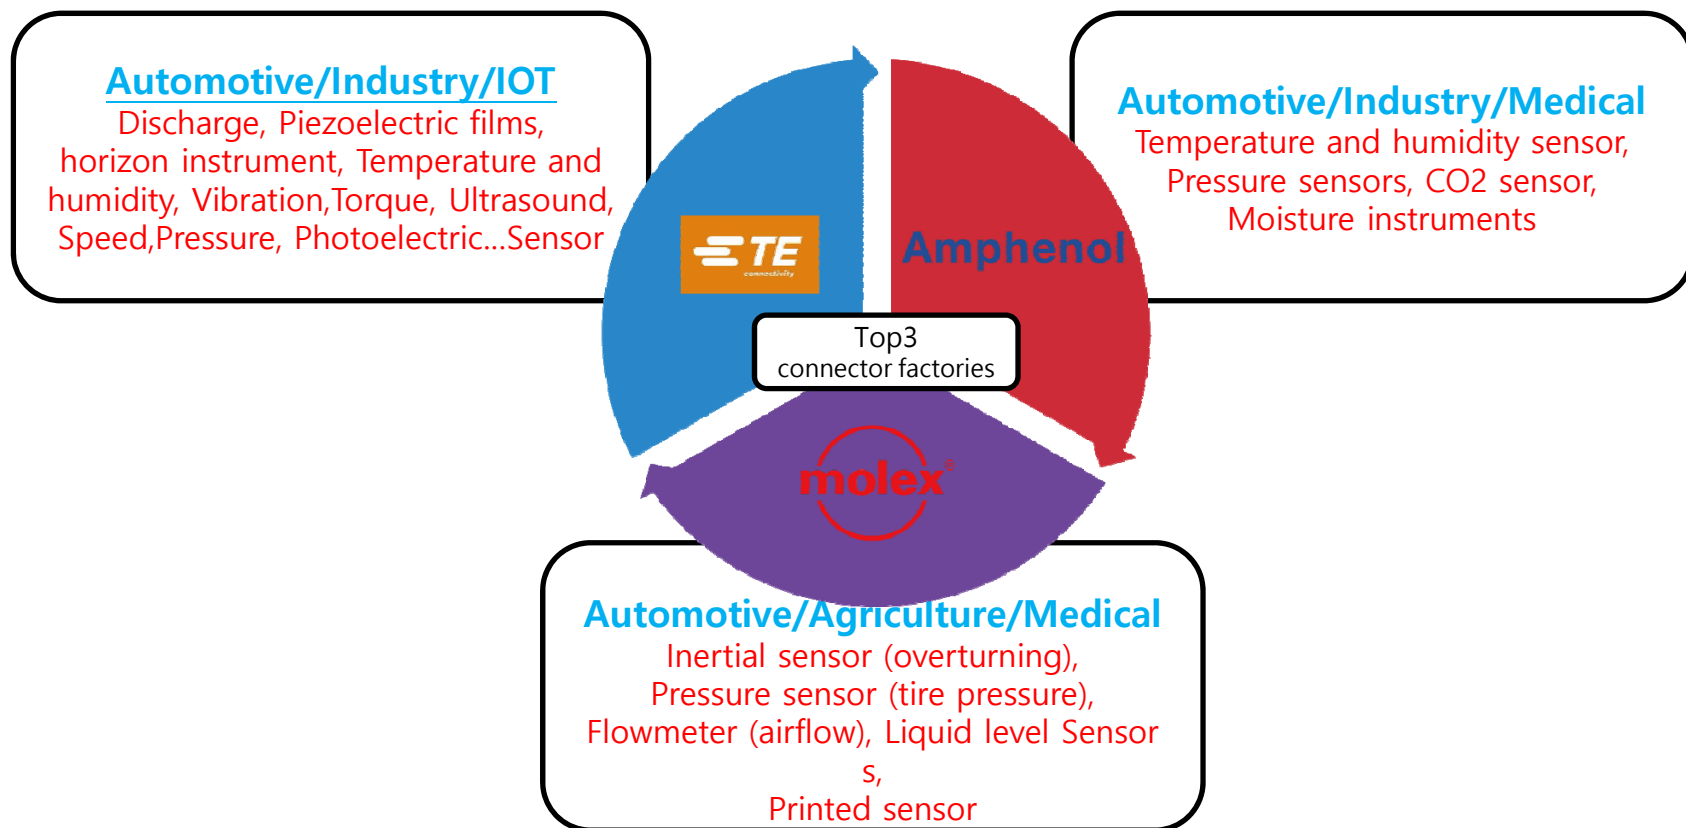 Automotive/Industry/IOT
Discharge, Piezoelectric films,
horizon instrument, Temperature and
humidity, Vibration,Torque, Ultrasound,
Speed,Pressure, Photoelectric...Sensor
Automotive/Industry/Medical
Temperature and humidity sensor,
Pressure sensors, CO2 sensor,
Moisture instruments
TE
connectivity
Amphenol
Top3
connector factories
molex®
Automotive/Agriculture/Medical
Inertial sensor (overturning),
Pressure sensor (tire pressure),
Flowmeter (airflow), Liquid level Sensor
s,
Printed sensor